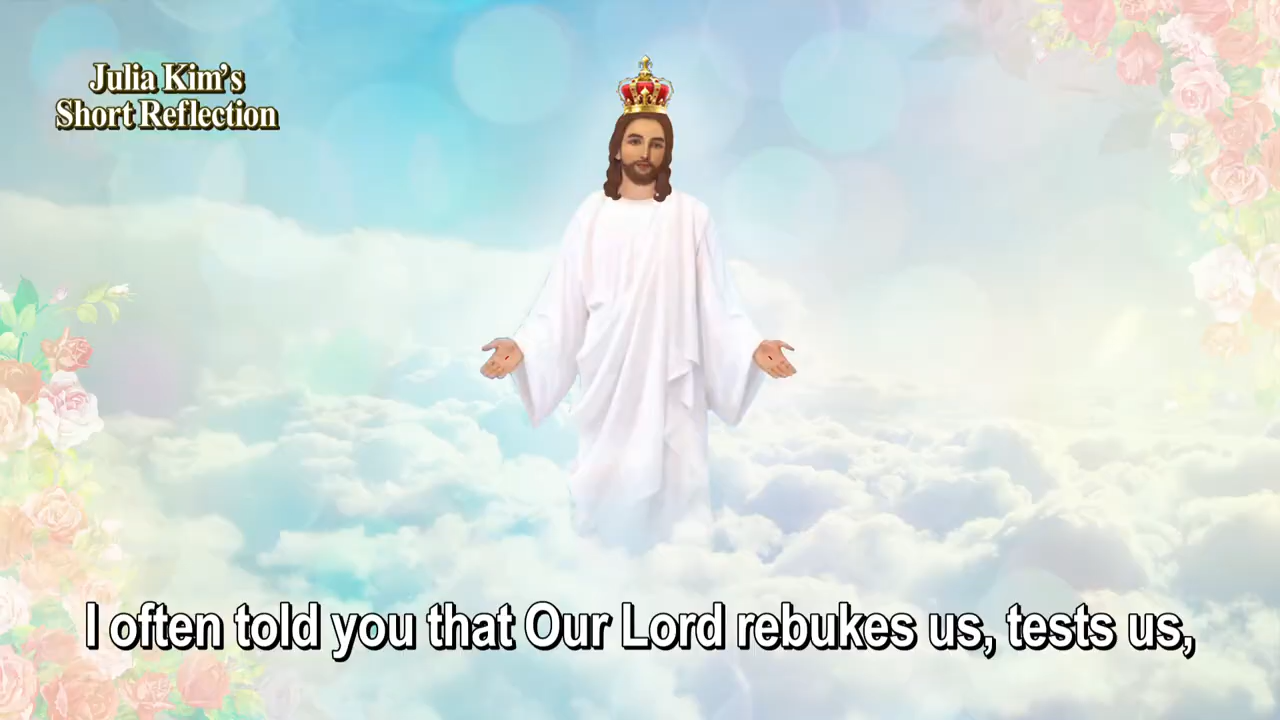 Julia Kim's
Short Reflection
I often told you that Our Lord rebukes us, tests us,